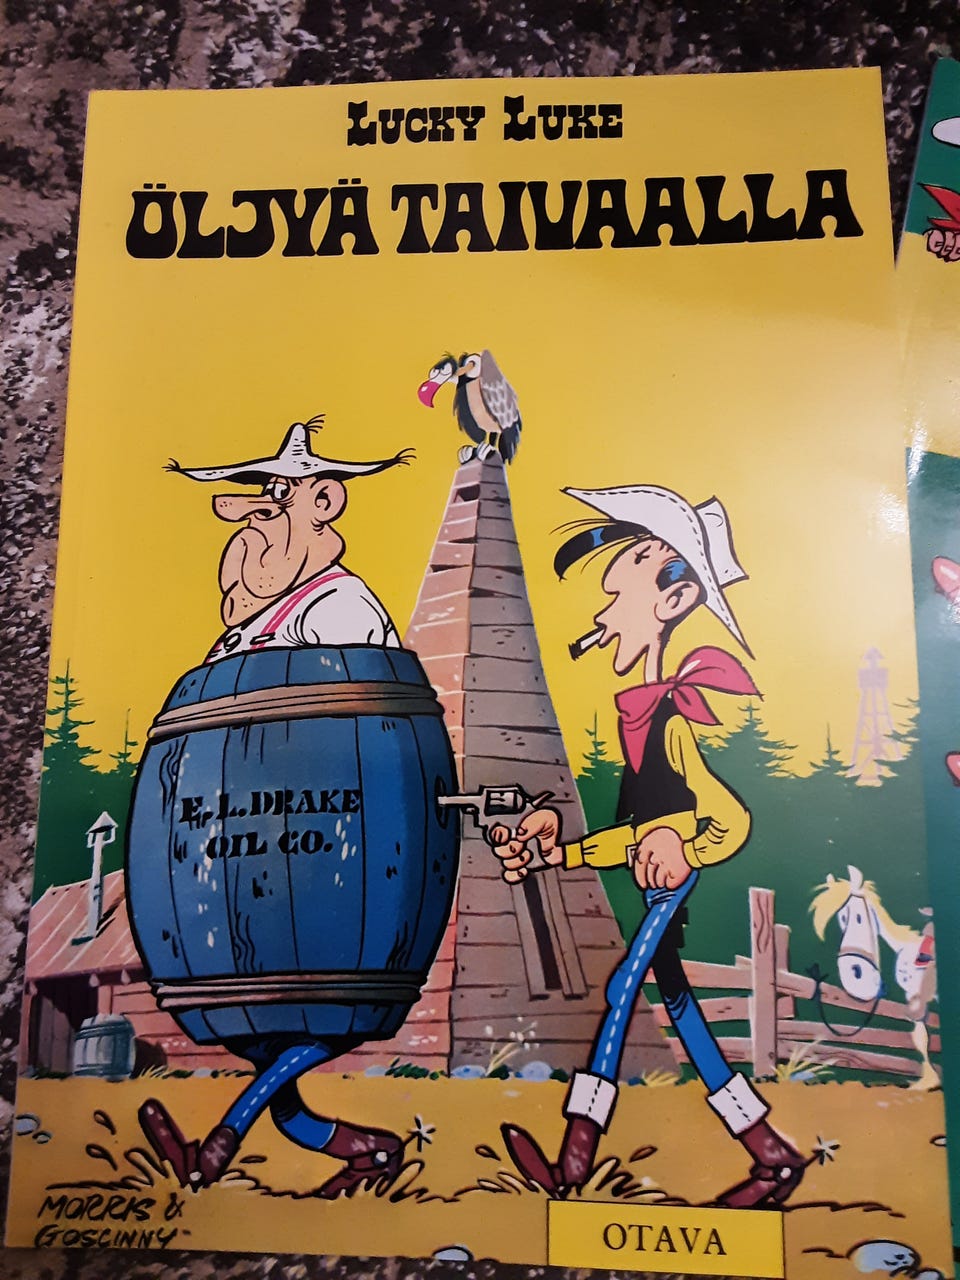 LUCKY LUKE
ÖLJYÄ TAIVAALLA
E.L. DRAKE
OIL CO.
MORRIS &
GOSCINNY-
OTAVA